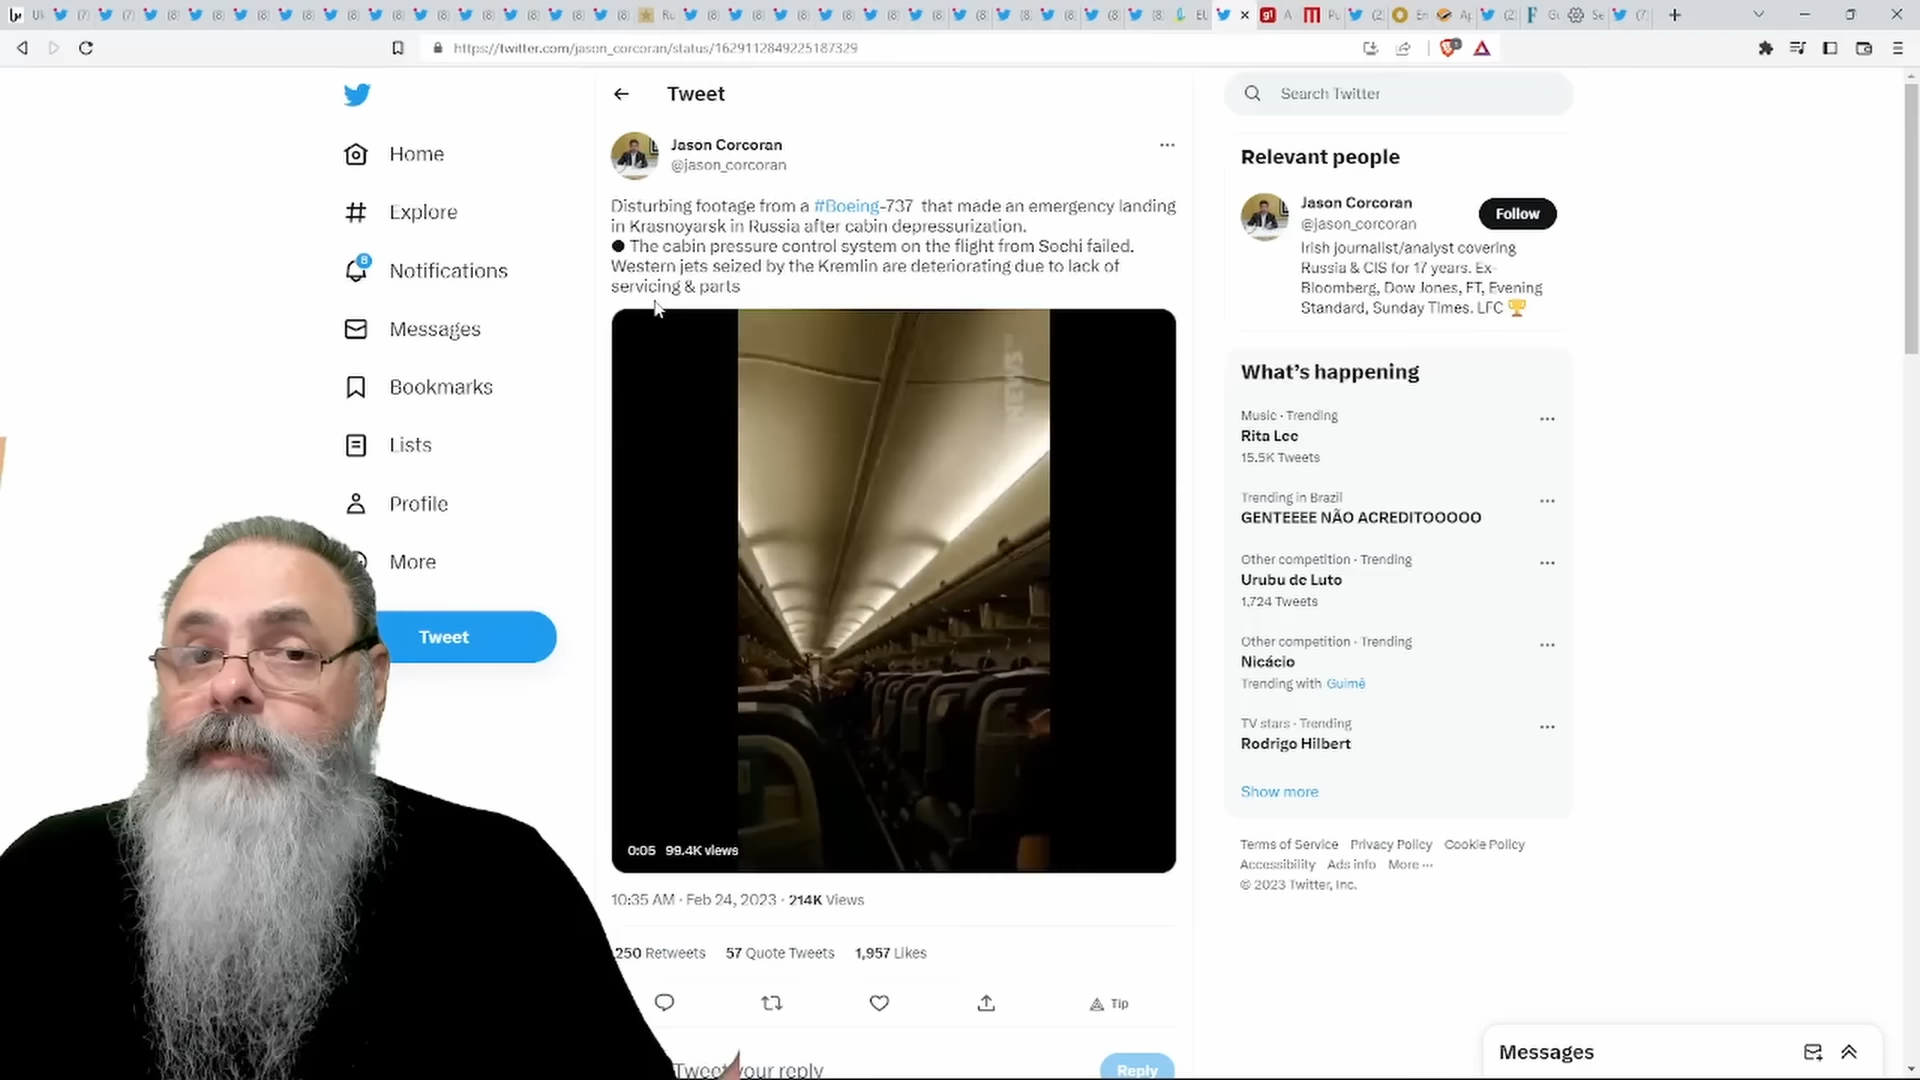 https://twitter.com/jason_corcoran/status/1629112849225187329
Home
Explore
8
Notifications
Messages
Bookmarks
Lists
Profile
More
Tweet
Tweet
Jason Corcoran
@jason_corcoran
Disturbing footage from a #Boeing-737 that made an emergency landing
in Krasnoyarsk in Russia after cabin depressurization.
● The cabin pressure control system on the flight from Sochi failed.
Western jets seized by the Kremlin are deteriorating due to lack of
servicing & parts
NEWS
0:05 99.4K views
10:35 AM · Feb 24, 2023 · 214K Views
250 Retweets 57 Quote Tweets 1,957 Likes
Tip
Tweet your reply
Reply
Search Twitter
Relevant people
Jason Corcoran
@jason_corcoran
Follow
Irish journalist/analyst covering
Russia & CIS for 17 years. Ex-
Bloomberg, Dow Jones, FT, Evening
Standard, Sunday Times. LFC 🏆
What's happening
Music · Trending
Rita Lee
15.5K Tweets
Trending in Brazil
GENTEEEE NÃO ACREDITOOOOO
Other competition · Trending
Urubu de Luto
1,724 Tweets
Other competition · Trending
Nicácio
Trending with Guimê
TV stars · Trending
Rodrigo Hilbert
Show more
Terms of Service Privacy Policy Cookie Policy
Accessibility Ads info More ···
© 2023 Twitter, Inc.
Messages